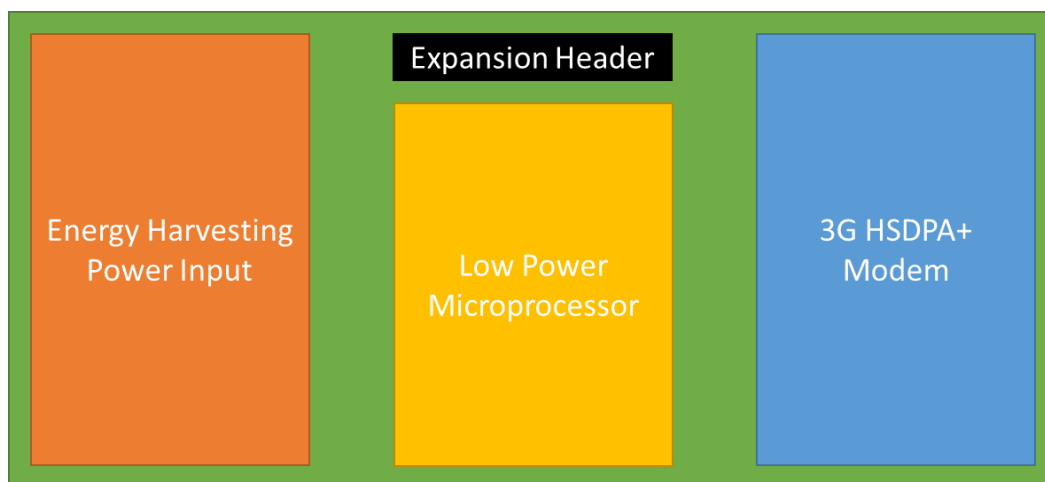 Expansion Header
Energy Harvesting
Power Input
Low Power
Microprocessor
3G HSDPA+
Modem